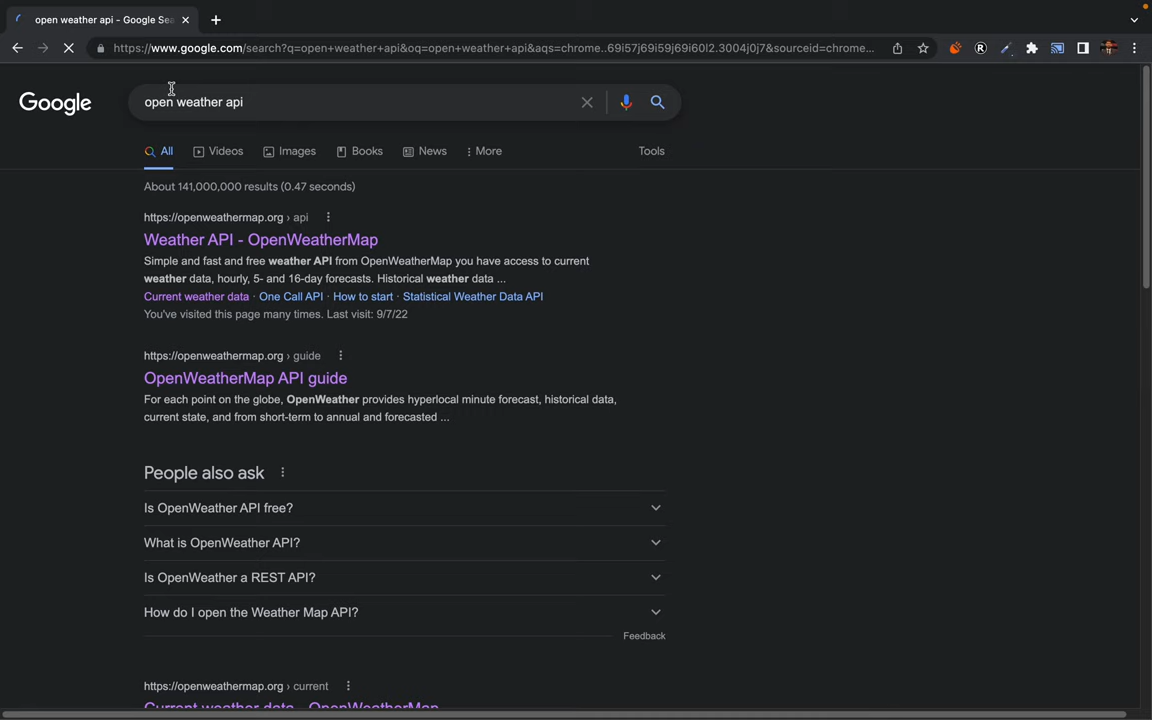 open weather api - Google Sea
https://www.google.com/search?q=open+weather+api&oq=open+weather+api&aqs=chrome..69i57j69i59j69i60l2.3004j0j7&sourceid=chrome...
Google
open weather api
All
Videos
Images
Books
News
More
Tools
About 141,000,000 results (0.47 seconds)
https://openweathermap.org › api
Weather API - OpenWeatherMap
Simple and fast and free weather API from OpenWeatherMap you have access to current
weather data, hourly, 5- and 16-day forecasts. Historical weather data ...
Current weather data · One Call API · How to start · Statistical Weather Data API
You've visited this page many times. Last visit: 9/7/22
https://openweathermap.org › guide
OpenWeatherMap API guide
For each point on the globe, OpenWeather provides hyperlocal minute forecast, historical data,
current state, and from short-term to annual and forecasted ...
People also ask
Is OpenWeather API free?
What is OpenWeather API?
Is OpenWeather a REST API?
How do I open the Weather Map API?
Feedback
https://openweathermap.org › current
Current weather data - OpenWeatherMap